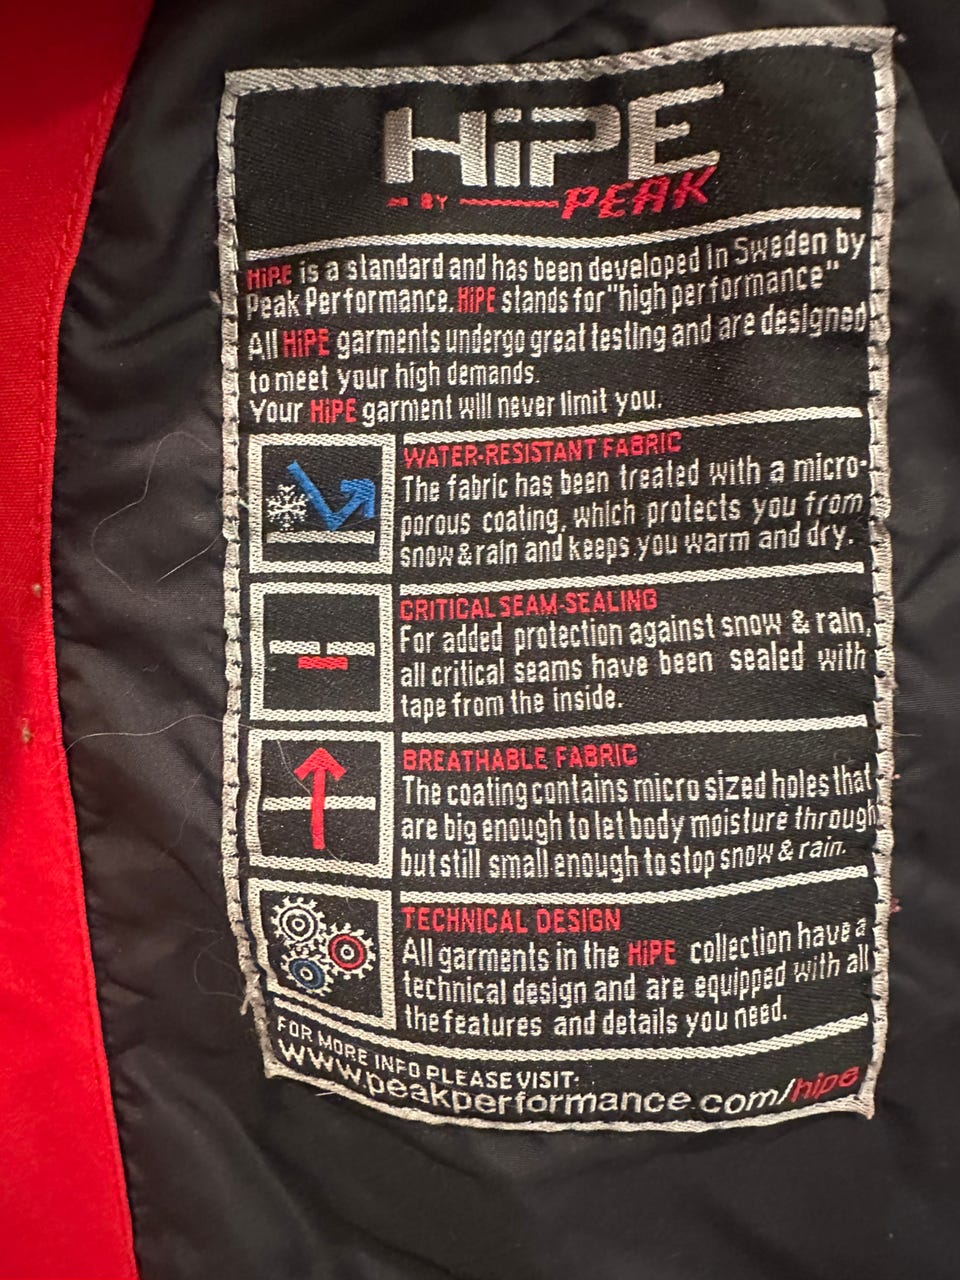 HiPE
BY PEAK
HiPE is a standard and has been developed in Sweden by
Peak Performance. HiPE stands for "high performance"
All HiPE garments undergo great testing and are designed
to meet your high demands.
Your HiPE garment will never limit you.
WATER-RESISTANT FABRIC
The fabric has been treated with a micro-
porous coating, which protects you from
snow & rain and keeps you warm and dry.
CRITICAL SEAM-SEALING
For added protection against snow & rain,
all critical seams have been sealed with
tape from the inside.
BREATHABLE FABRIC
The coating contains micro sized holes that
are big enough to let body moisture through
but still small enough to stop snow & rain.
TECHNICAL DESIGN
All garments in the HiPE collection have a
technical design and are equipped with all
the features and details you need.
FOR MORE INFO PLEASE VISIT:
www.peakperformance.com/hipe